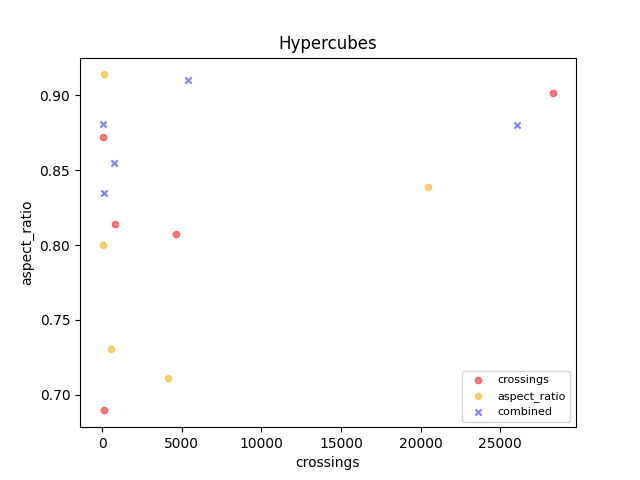 Hypercubes
aspect_ratio
0.90
0.85
0.80
0.75
0.70
0
5000
10000
15000
20000
25000
crossings
crossings
aspect_ratio
combined